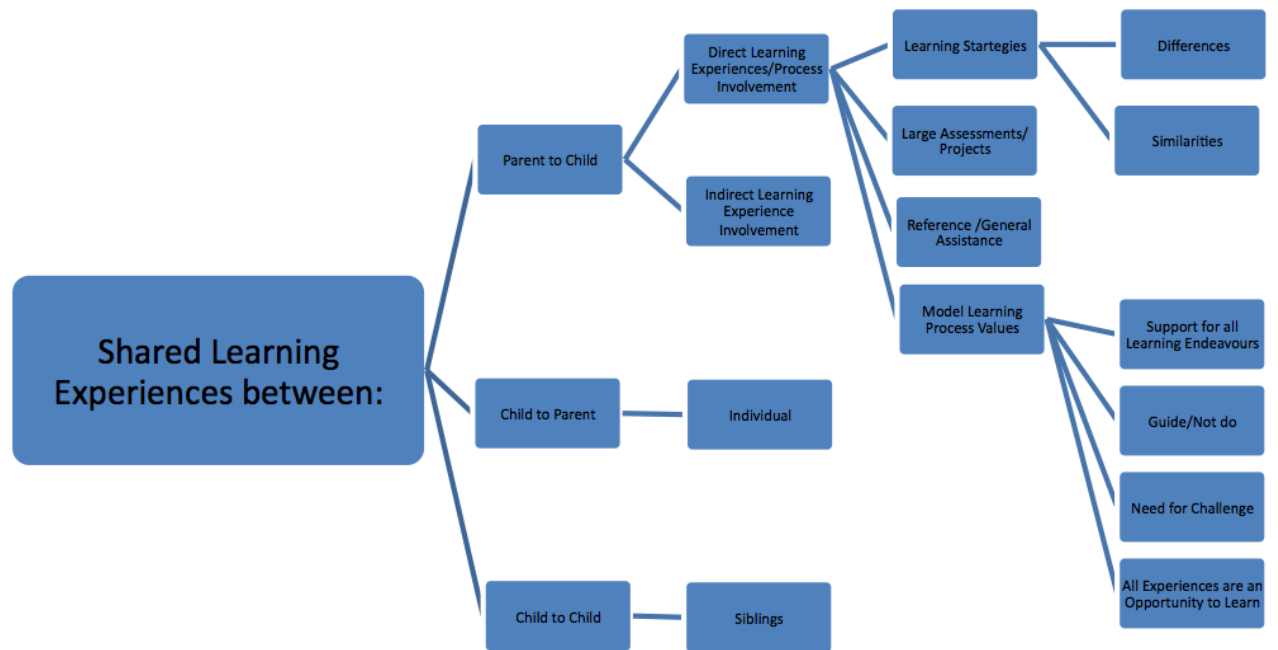 Shared Learning
Experiences between:
Parent to Child
Direct Learning
Experiences/Process
Involvement
Learning Startegies
Differences
Similarities
Large Assessments/
Projects
Reference /General
Assistance
Model Learning
Process Values
Support for all
Learning Endeavours
Guide/Not do
Need for Challenge
All Experiences are an
Opportunity to Learn
Indirect Learning
Experience
Involvement
Child to Parent
Individual
Child to Child
Siblings